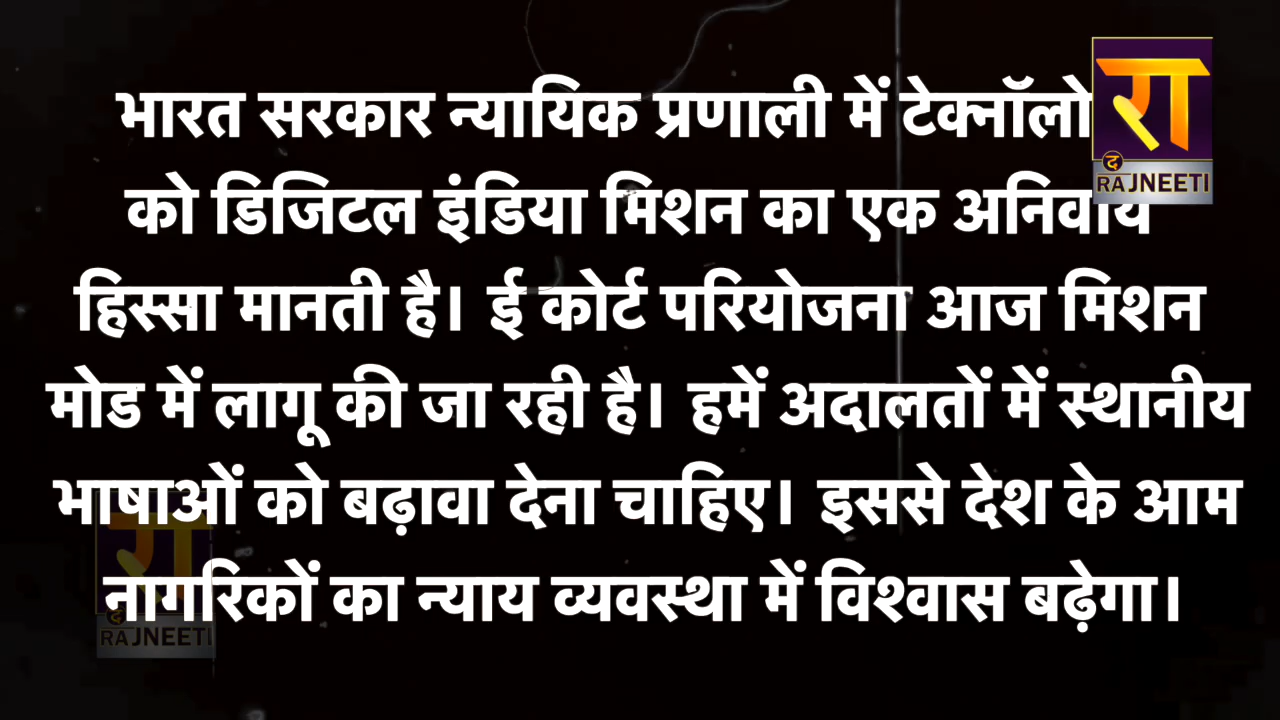 भारत सरकार न्यायिक प्रणाली में टेक्नॉलो
को डिजिटल इंडिया मिशन का एक अनिवार्य
हिस्सा मानती है। ई कोर्ट परियोजना आज मिशन
मोड में लागू की जा रही है। हमें अदालतों में स्थानीय
भाषाओं को बढ़ावा देना चाहिए। इससे देश के आम
नागरिकों का न्याय व्यवस्था में विश्वास बढ़ेगा।
रा
द
RAJNEETI
रा
द
RAJNEETI